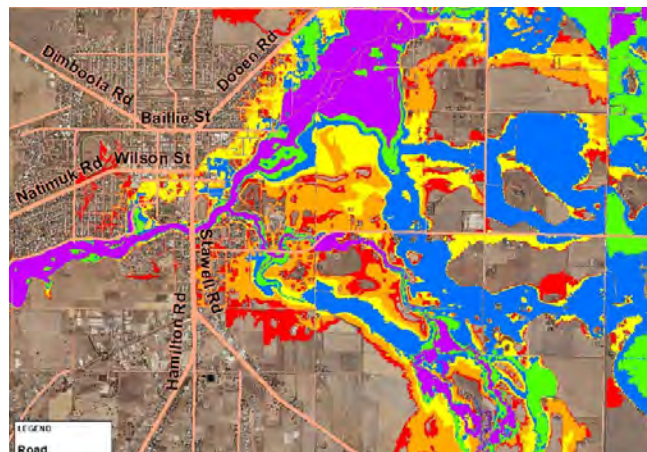 Dimboola Rd
Dooen Rd
Baillie St
Wilson St
Natimuk Rd
Stawell Rd
Hamilton Rd
LEGEND
Road